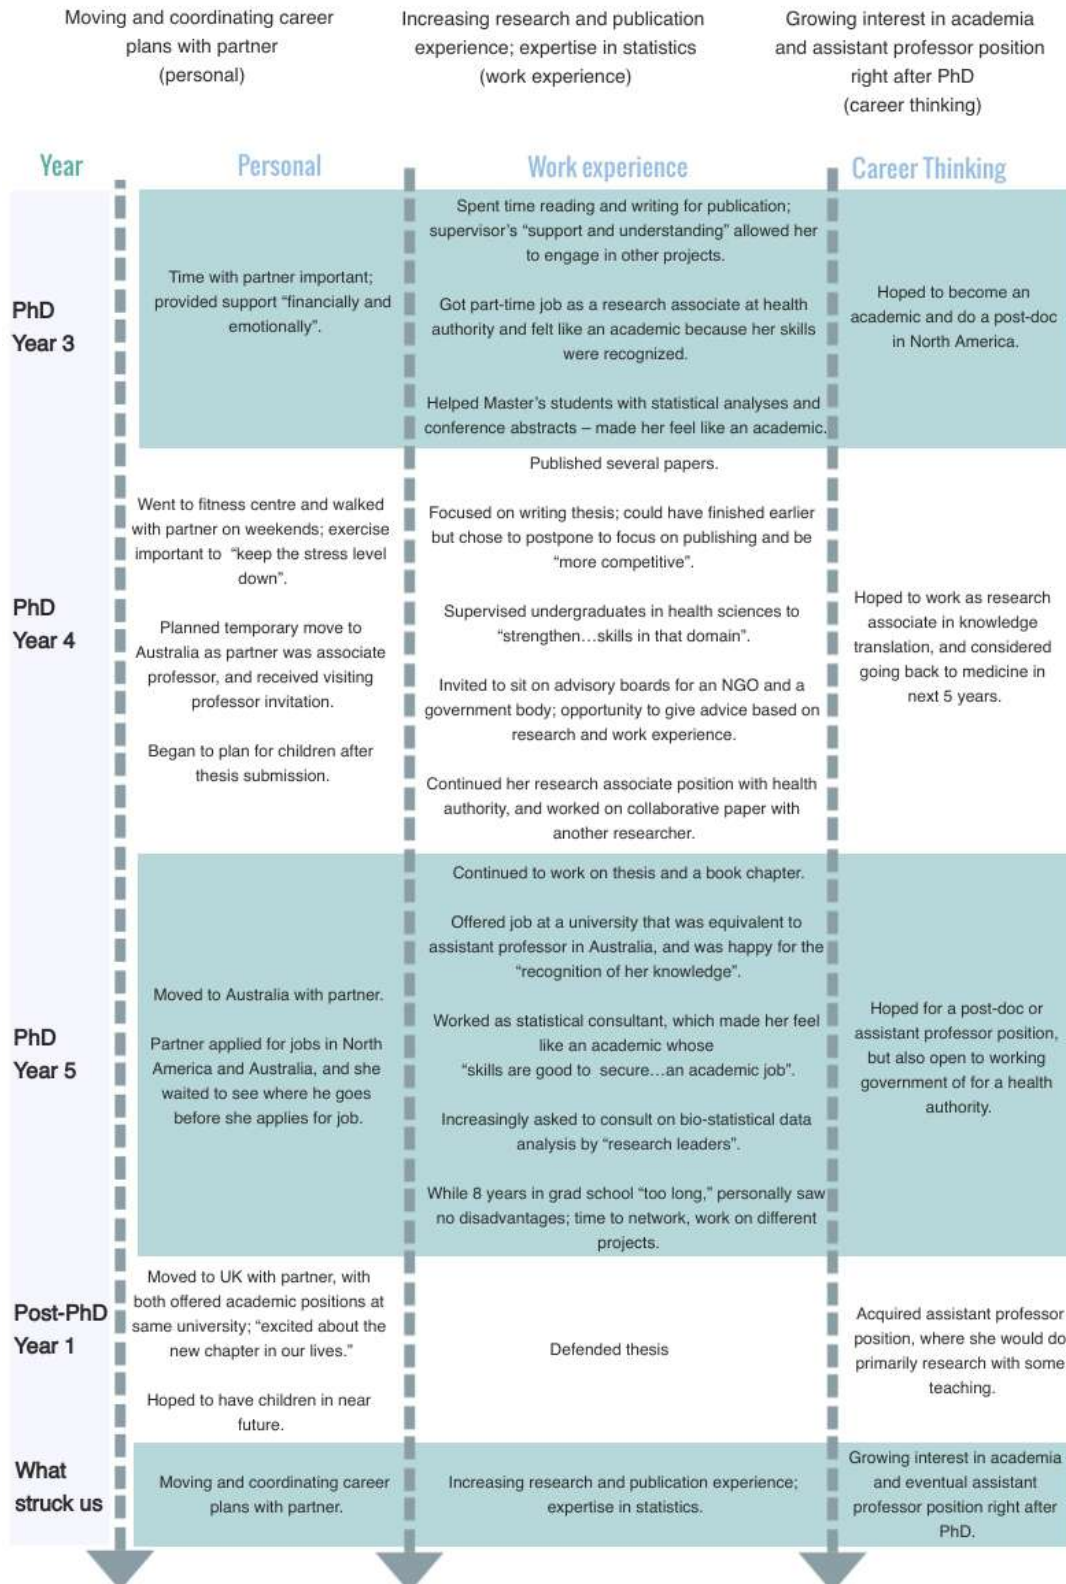 Moving and coordinating career
plans with partner
(personal)
Increasing research and publication
experience; expertise in statistics
(work experience)
Growing interest in academia
and assistant professor position
right after PhD
(career thinking)
Year
Personal
Work experience
Career Thinking
PhD
Year 3
Time with partner important;
provided support “financially and
emotionally”.
Spent time reading and writing for publication;
supervisor’s “support and understanding” allowed her
to engage in other projects.
Got part-time job as a research associate at health
authority and felt like an academic because her skills
were recognized.
Helped Master’s students with statistical analyses and
conference abstracts – made her feel like an academic.
Hoped to become an
academic and do a post-doc
in North America.
PhD
Year 4
Went to fitness centre and walked
with partner on weekends; exercise
important to “keep the stress level
down”.
Planned temporary move to
Australia as partner was associate
professor, and received visiting
professor invitation.
Began to plan for children after
thesis submission.
Published several papers.
Focused on writing thesis; could have finished earlier
but chose to postpone to focus on publishing and be
“more competitive”.
Supervised undergraduates in health sciences to
“strengthen…skills in that domain”.
Invited to sit on advisory boards for an NGO and a
government body; opportunity to give advice based on
research and work experience.
Continued her research associate position with health
authority, and worked on collaborative paper with
another researcher.
Hoped to work as research
associate in knowledge
translation, and considered
going back to medicine in
next 5 years.
PhD
Year 5
Moved to Australia with partner.
Partner applied for jobs in North
America and Australia, and she
waited to see where he goes
before she applies for job.
Continued to work on thesis and a book chapter.
Offered job at a university that was equivalent to
assistant professor in Australia, and was happy for the
“recognition of her knowledge”.
Worked as statistical consultant, which made her feel
like an academic whose
“skills are good to secure…an academic job”.
Increasingly asked to consult on bio-statistical data
analysis by “research leaders”.
While 8 years in grad school “too long,” personally saw
no disadvantages; time to network, work on different
projects.
Hoped for a post-doc or
assistant professor position,
but also open to working
government of for a health
authority.
Post-PhD
Year 1
Moved to UK with partner, with
both offered academic positions at
same university; “excited about the
new chapter in our lives.”
Hoped to have children in near
future.
Defended thesis
Acquired assistant professor
position, where she would do
primarily research with some
teaching.
What
struck us
Moving and coordinating career
plans with partner.
Increasing research and publication experience;
expertise in statistics.
Growing interest in academia
and eventual assistant
professor position right after
PhD.